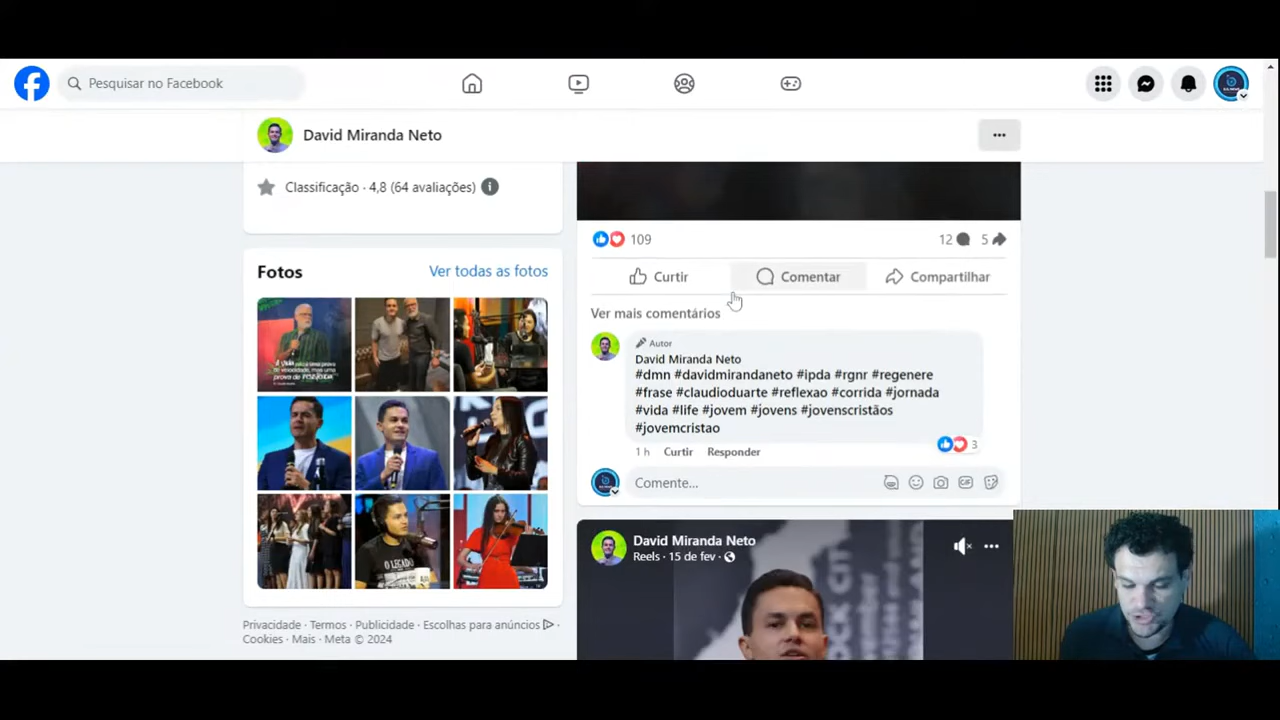 Pesquisar no Facebook
David Miranda Neto
Classificação · 4,8 (64 avaliações)
Fotos
Ver todas as fotos
Privacidade · Termos · Publicidade · Escolhas para anúncios ·
Cookies · Mais · Meta © 2024
109
12
5
Curtir
Comentar
Compartilhar
Ver mais comentários
Autor
David Miranda Neto
#dmn #davidmirandaneto #ipda #rgnr #regenere
#frase #claudioduarte #reflexao #corrida #jornada
#vida #life #jovem #jovens #jovenscristãos
#jovemcristao
3
1 h
Curtir
Responder
Comente...
GIF
David Miranda Neto
Reels · 15 de fev ·